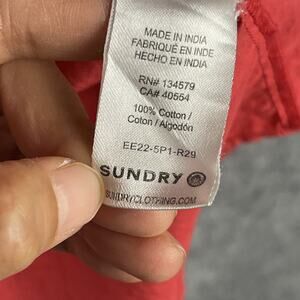 MADE IN INDIA
FABRIQUÉ EN INDE
HECHO EN INDIA
RN# 134579
CA# 40554
100% Cotton /
Coton / Algodón
EE22-5P1-R29
SUNDRY
SUNDRYCLOTHING.COM